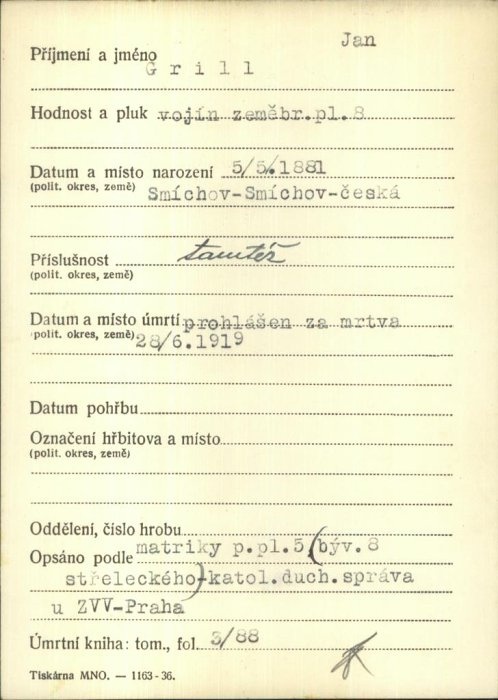 Jan
Příjmení a jméno
Grill
Hodnost a pluk vojín zeměbr.pl.8
Datum a místo narození 5/5.1881
(polit. okres, země) Smíchov-Smíchov-česká
Příslušnost tamtéž
(polit. okres, země)
Datum a místo úmrtí prohlášen za mrtva
(polit. okres, země) 28/6.1919
Datum pohřbu
Označení hřbitova a místo
(polit. okres, země)
Oddělení, číslo hrobu
Opsáno podle matriky p.pl.5,(býv.8
střeleckého)-katol.duch.správa
u ZVV-Praha
Úmrtní kniha: tom., fol. 3/88
Tiskárna MNO. — 1163-36.